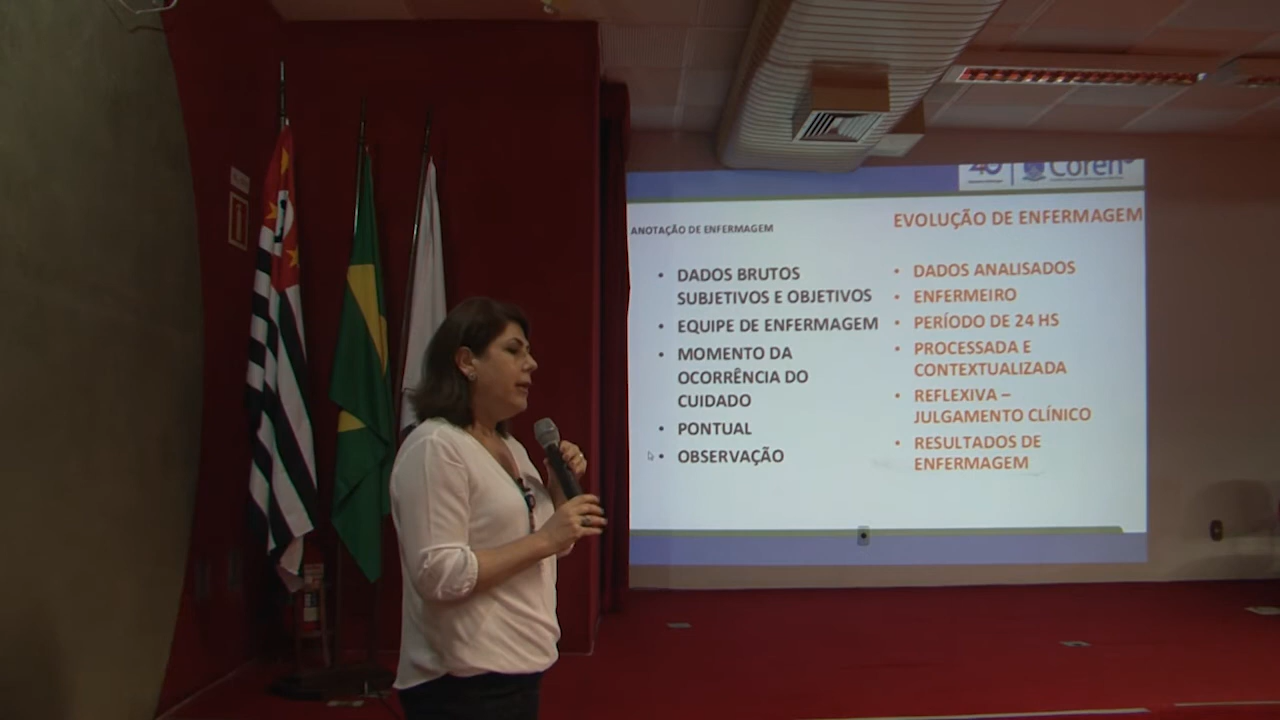 Coren
ANOTAÇÃO DE ENFERMAGEM
• DADOS BRUTOS
SUBJETIVOS E OBJETIVOS
• EQUIPE DE ENFERMAGEM
• MOMENTO DA
OCORRÊNCIA DO
CUIDADO
• PONTUAL
• OBSERVAÇÃO
EVOLUÇÃO DE ENFERMAGEM
• DADOS ANALISADOS
• ENFERMEIRO
• PERÍODO DE 24 HS
• PROCESSADA E
CONTEXTUALIZADA
• REFLEXIVA –
JULGAMENTO CLÍNICO
• RESULTADOS DE
ENFERMAGEM